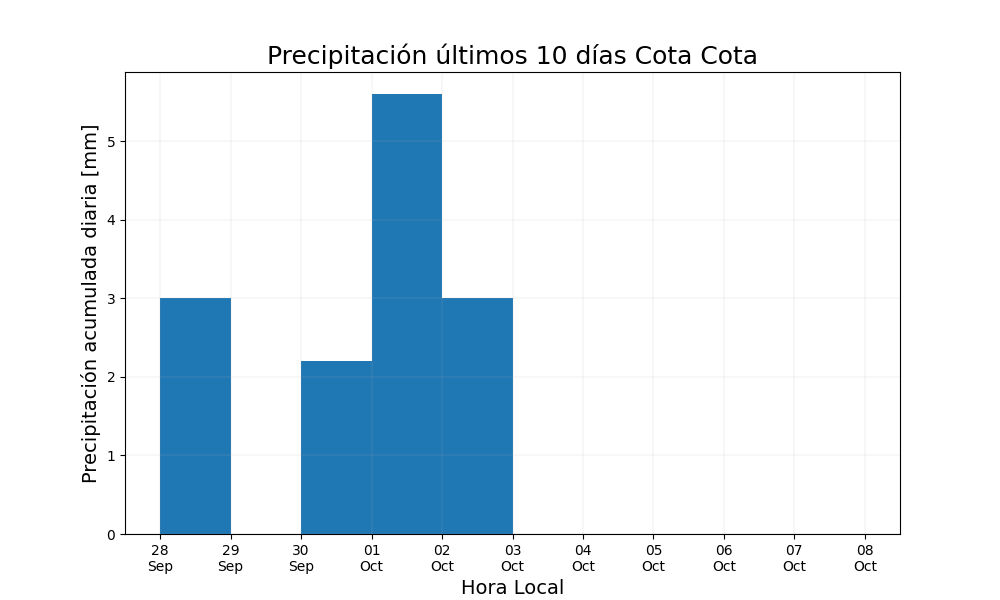 Precipitación últimos 10 días Cota Cota
Precipitación acumulada diaria [mm]
5
4
3
2
1
0
28 29 30 01 02 03 04 05 06 07 08
Sep Sep Sep Oct Oct Oct Oct Oct Oct Oct Oct
Hora Local